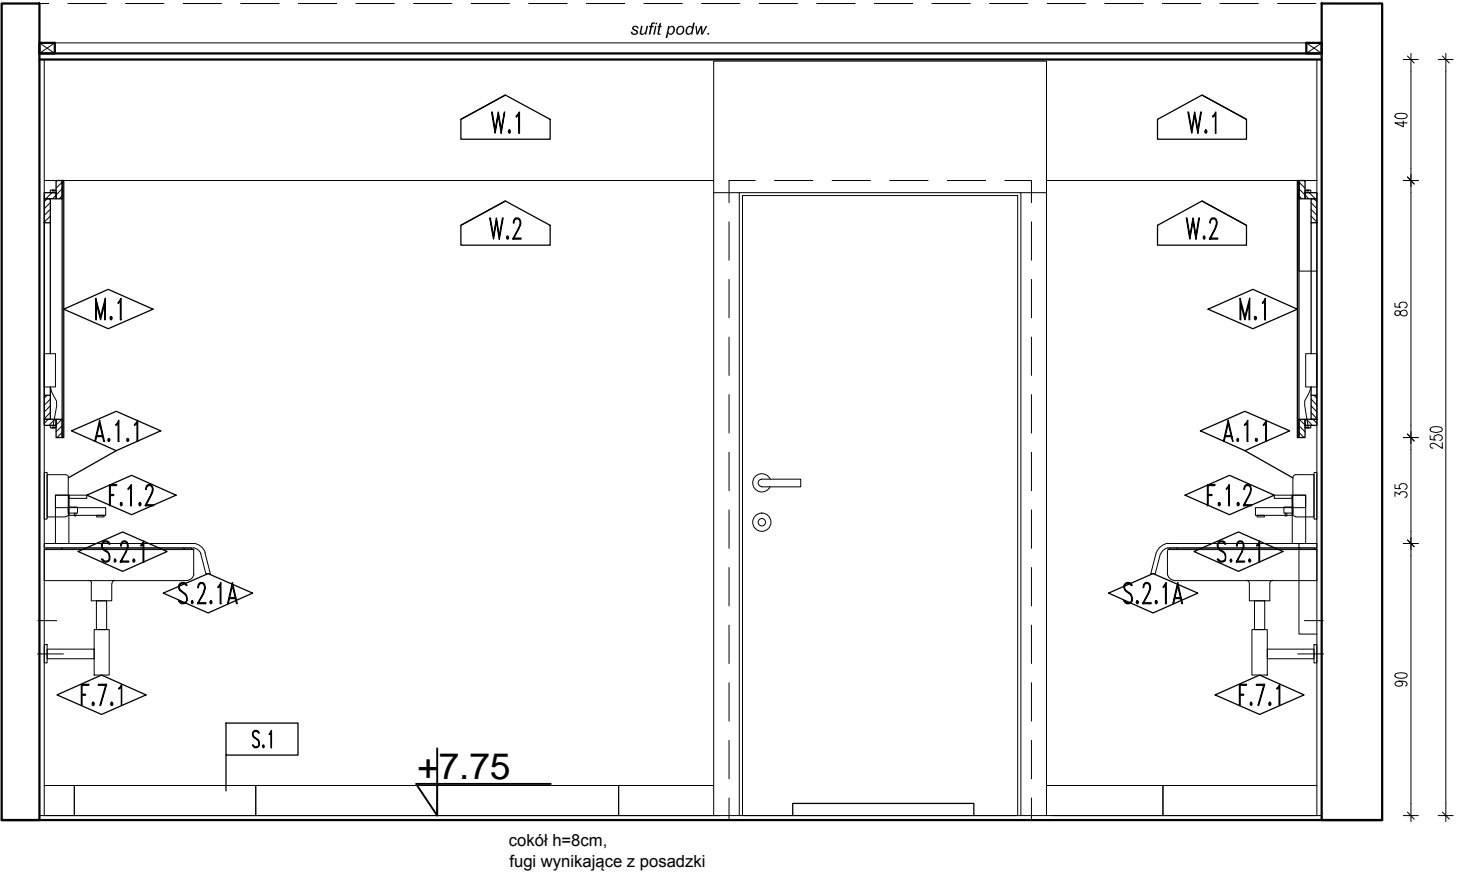 sufit podw.
W.1
W.1
40
W.2
W.2
M.1
M.1
85
A.1.1
A.1.1
250
F.1.2
F.1.2
35
S.2.1
S.2.1
S.2.1A
S.2.1A
F.7.1
F.7.1
90
S.1
+7.75
cokół h=8cm,
fugi wynikające z posadzki